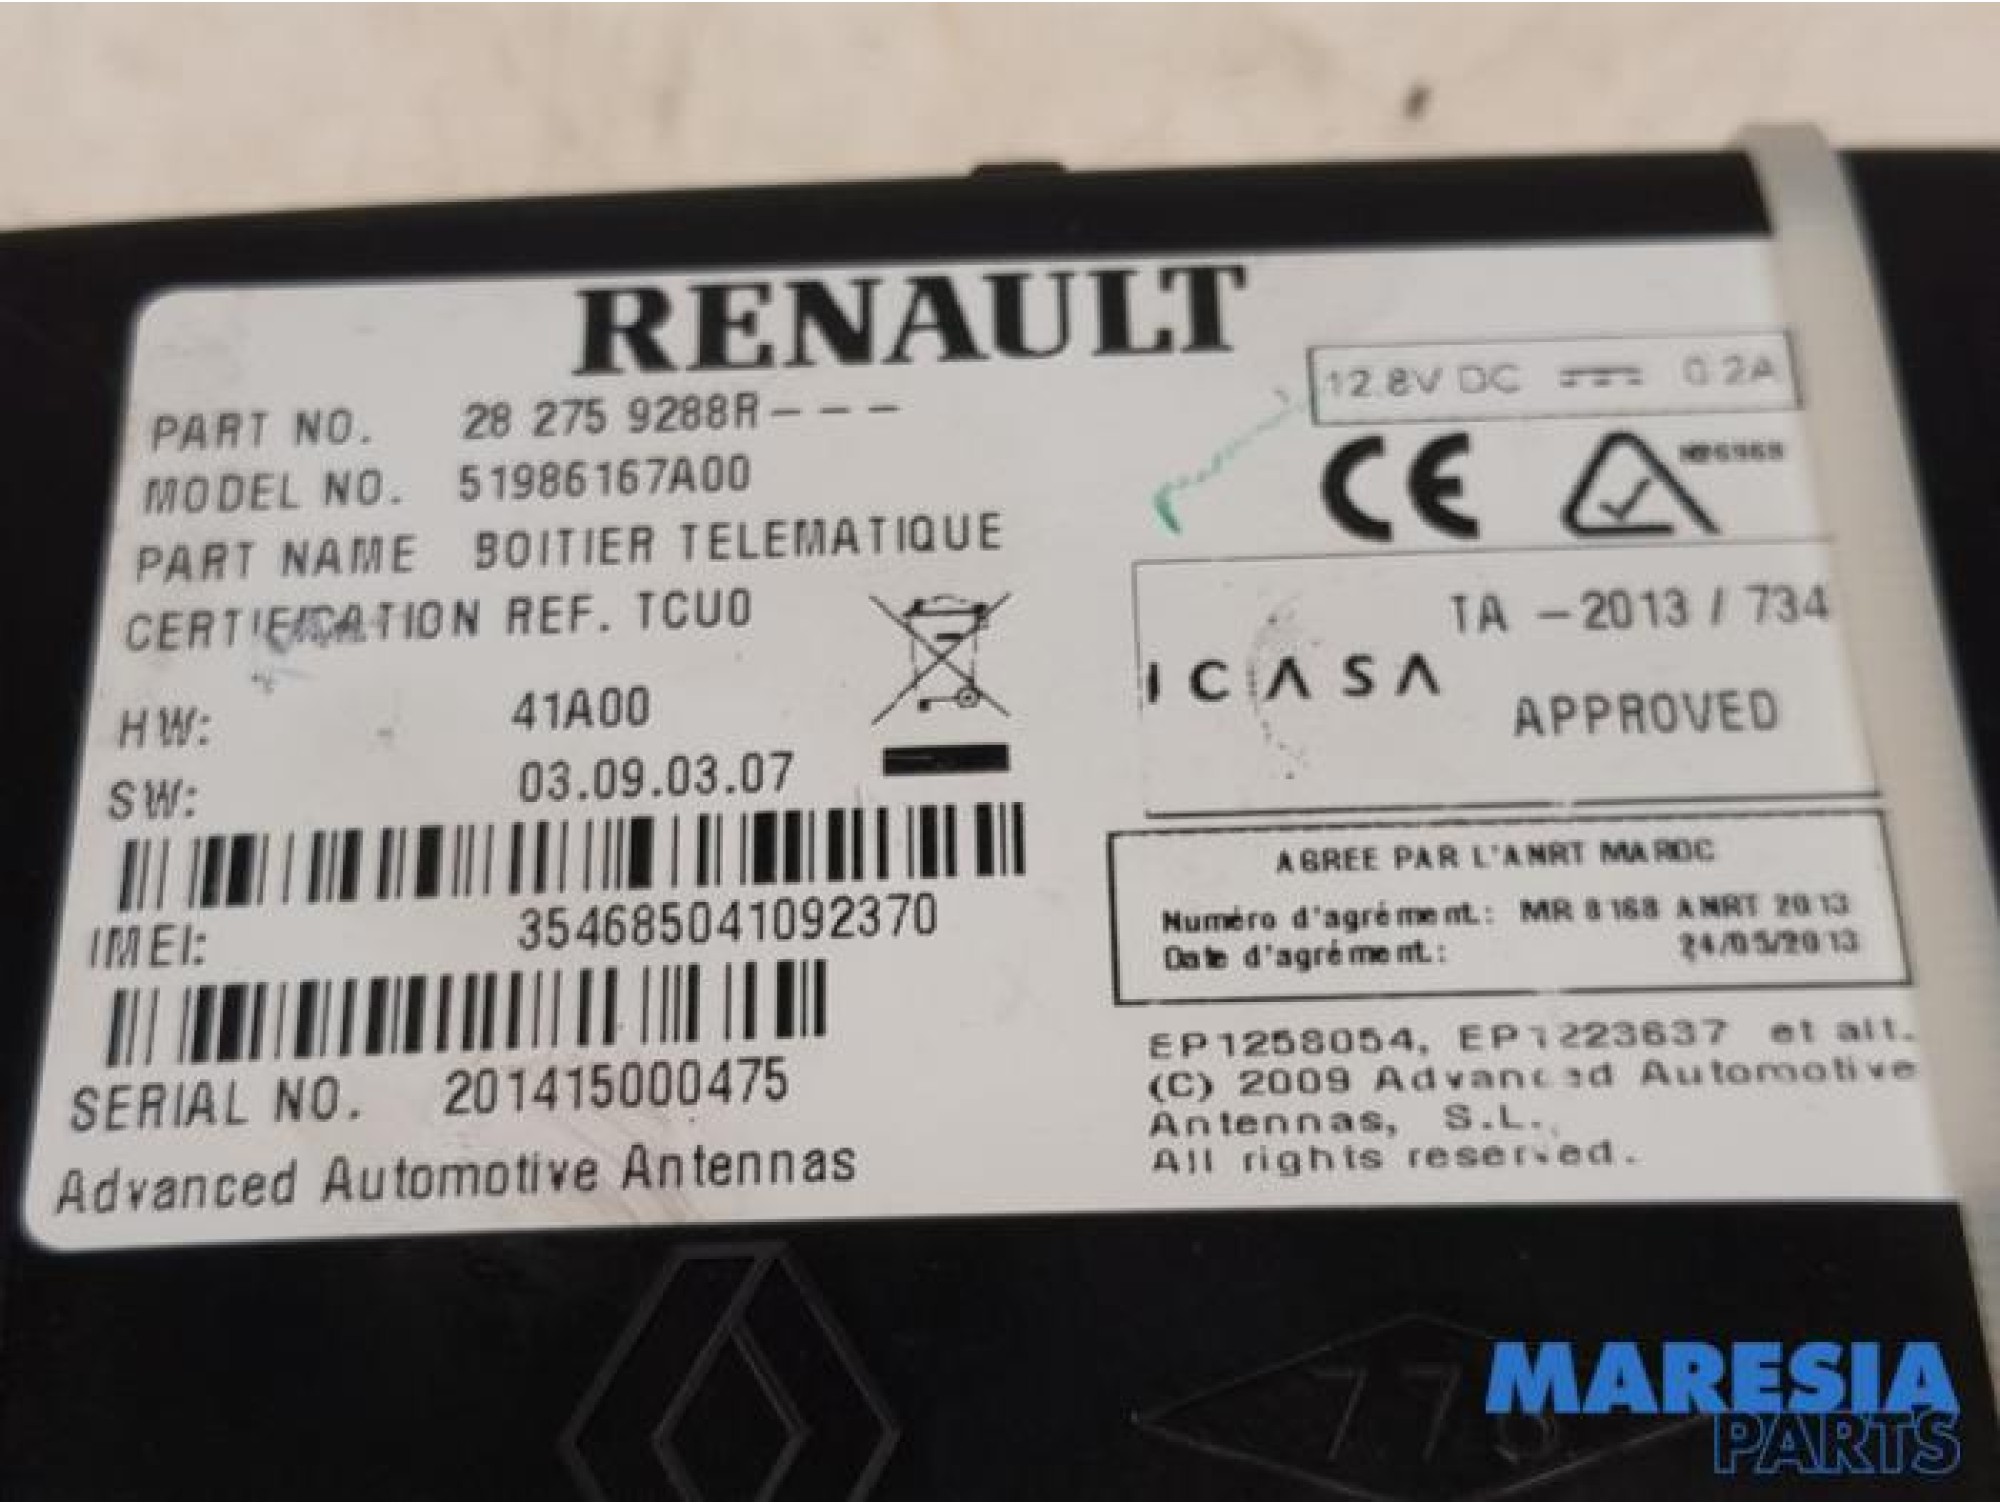 RENAULT
PART NO. 28 275 9288R---
MODEL NO. 51986167A00
PART NAME BOITIER TELEMATIQUE
CERTIFICATION REF. TCU0
HW: 41A00
SW: 03.09.03.07
IMEI: 354685041092370
SERIAL NO. 201415000475
Advanced Automotive Antennas
12.8V DC 0.2A
CE
ICASA
TA -2013 / 734
APPROVED
AGREE PAR L'ANRT MAROC
Numéro d'agrément.: MR 8168 ANRT 2013
Date d'agrément.: 24/05/2013
EP1258054, EP1223637 et alt.
(C) 2009 Advanced Automotive
Antennas, S.L.
All rights reserved.
MARESIA
PARTS